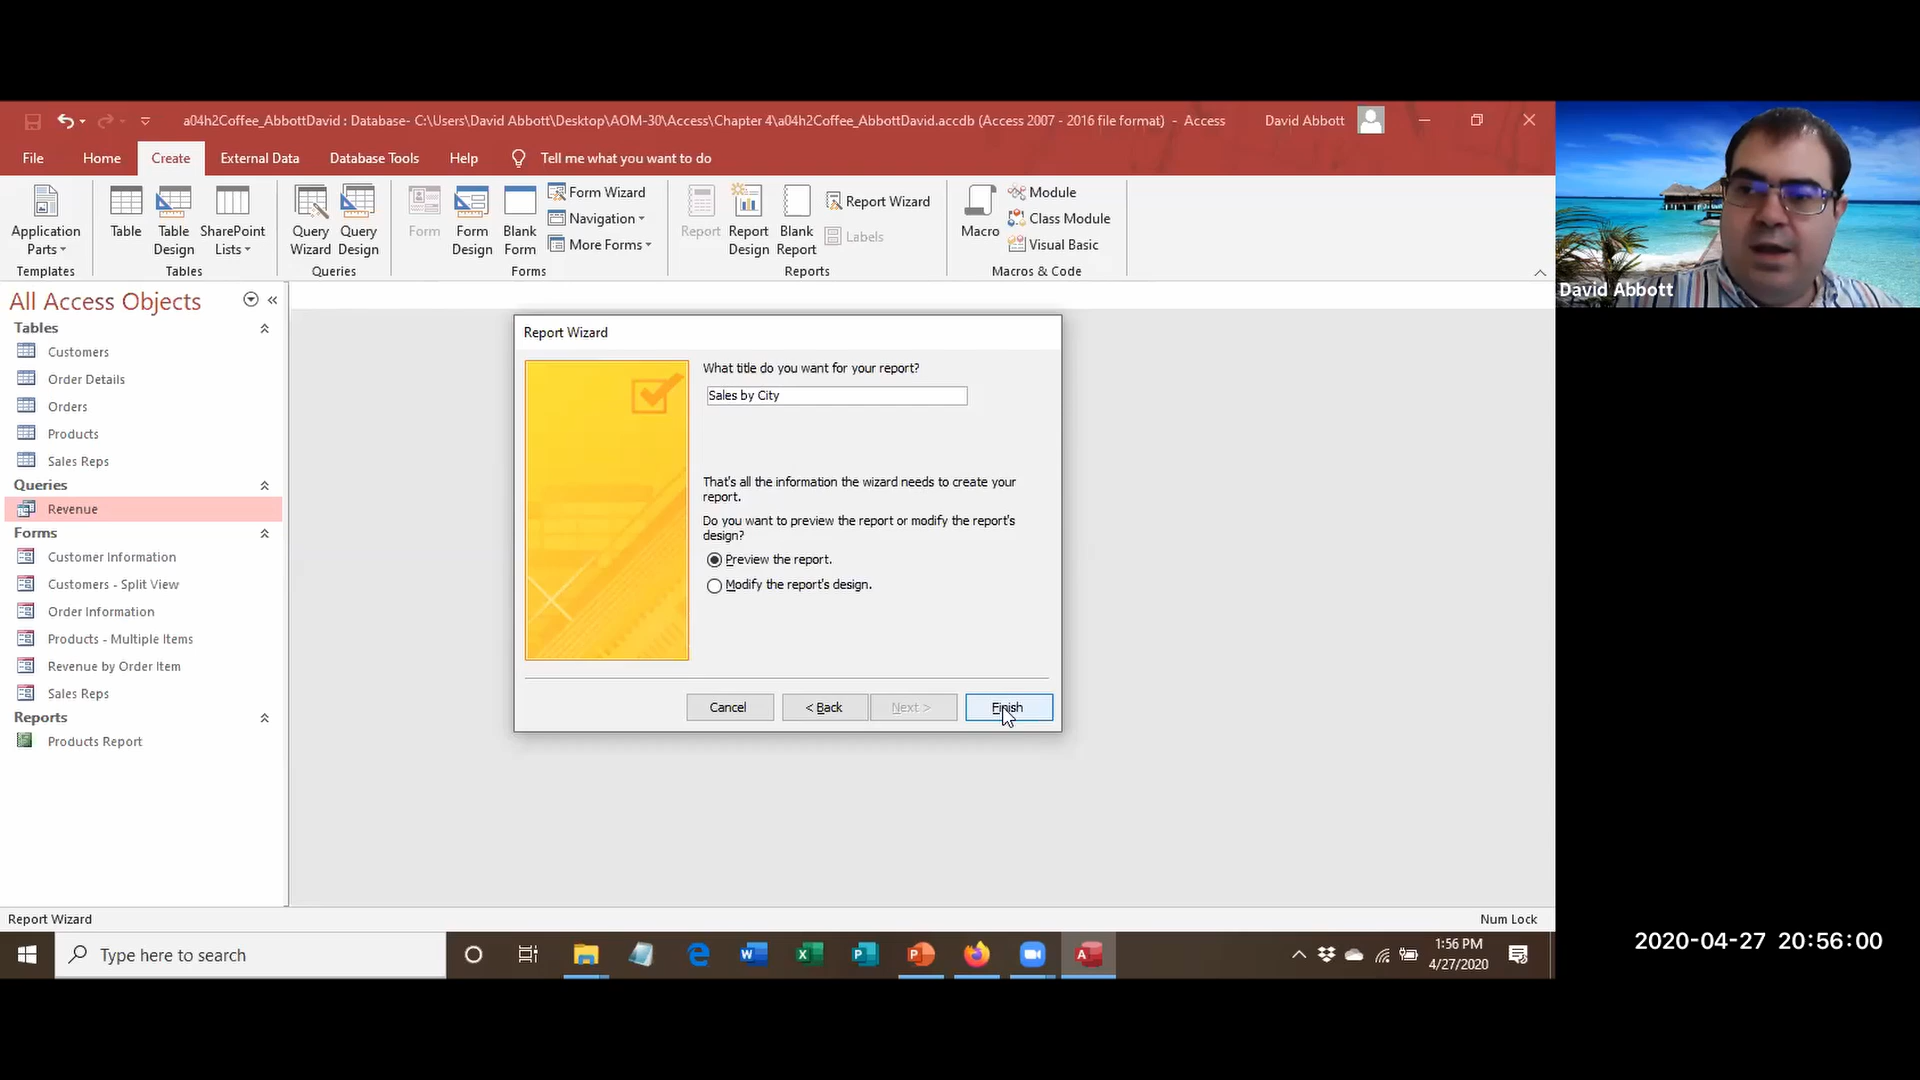 a04h2Coffee_AbbottDavid : Database- C:\Users\David Abbott\Desktop\AOM-30\Access\Chapter 4\a04h2Coffee_AbbottDavid.accdb (Access 2007 - 2016 file format) - Access
David Abbott
File
Home
Create
External Data
Database Tools
Help
Tell me what you want to do
Application
Parts
Templates
Table
Table
Design
SharePoint
Lists
Tables
Query
Wizard
Query
Design
Queries
Form
Form
Design
Blank
Form
Form Wizard
Navigation
More Forms
Forms
Report
Report
Design
Blank
Report
Report Wizard
Labels
Reports
Macro
Module
Class Module
Visual Basic
Macros & Code
David Abbott
All Access Objects
Tables
Customers
Order Details
Orders
Products
Sales Reps
Queries
Revenue
Forms
Customer Information
Customers - Split View
Order Information
Products - Multiple Items
Revenue by Order Item
Sales Reps
Reports
Products Report
Report Wizard
What title do you want for your report?
Sales by City
That's all the information the wizard needs to create your
report.
Do you want to preview the report or modify the report's
design?
Preview the report.
Modify the report's design.
Cancel
< Back
Next >
Finish
Report Wizard
Num Lock
Type here to search
1:56 PM
4/27/2020
2020-04-27 20:56:00